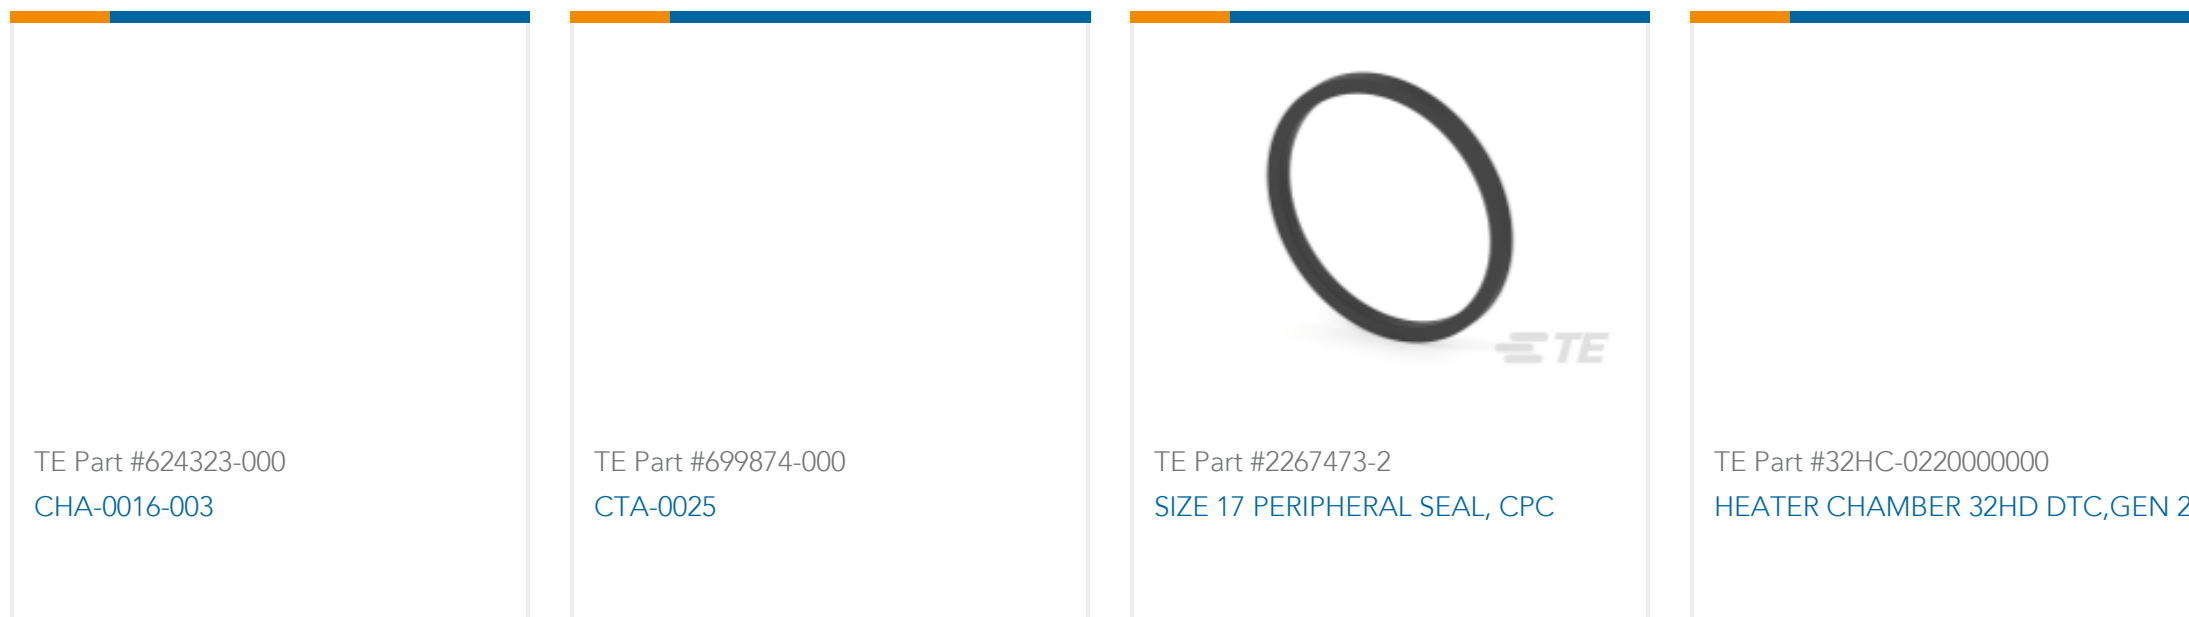 TE
TE Part #624323-000
CHA-0016-003
TE Part #699874-000
CTA-0025
TE Part #2267473-2
SIZE 17 PERIPHERAL SEAL, CPC
TE Part #32HC-0220000000
HEATER CHAMBER 32HD DTC,GEN 2